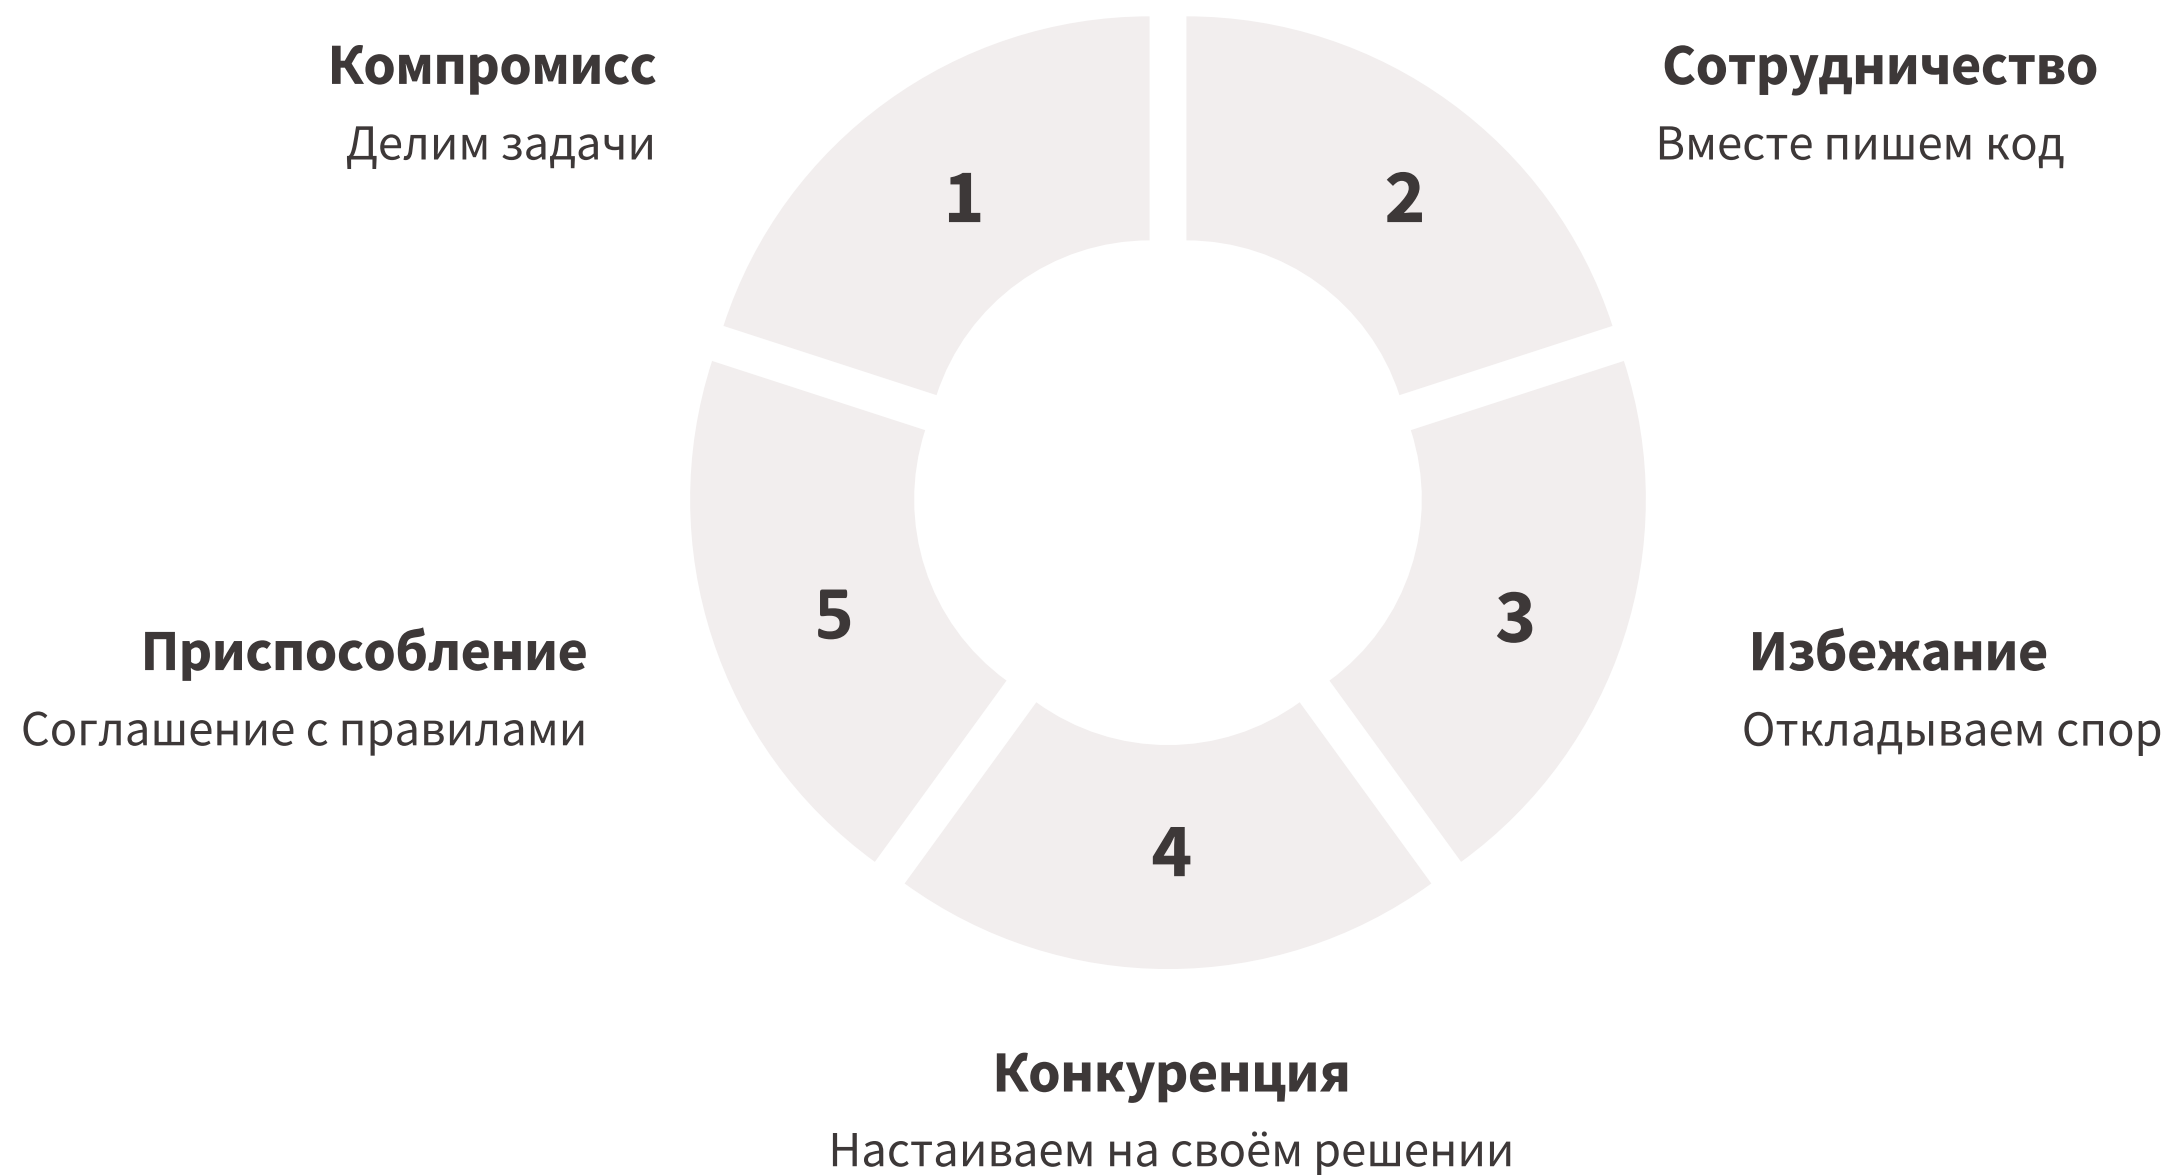 Компромисс
Делим задачи
1
Сотрудничество
Вместе пишем код
2
Избежание
Откладываем спор
3
Конкуренция
Настаиваем на своём решении
4
Приспособление
Соглашение с правилами
5